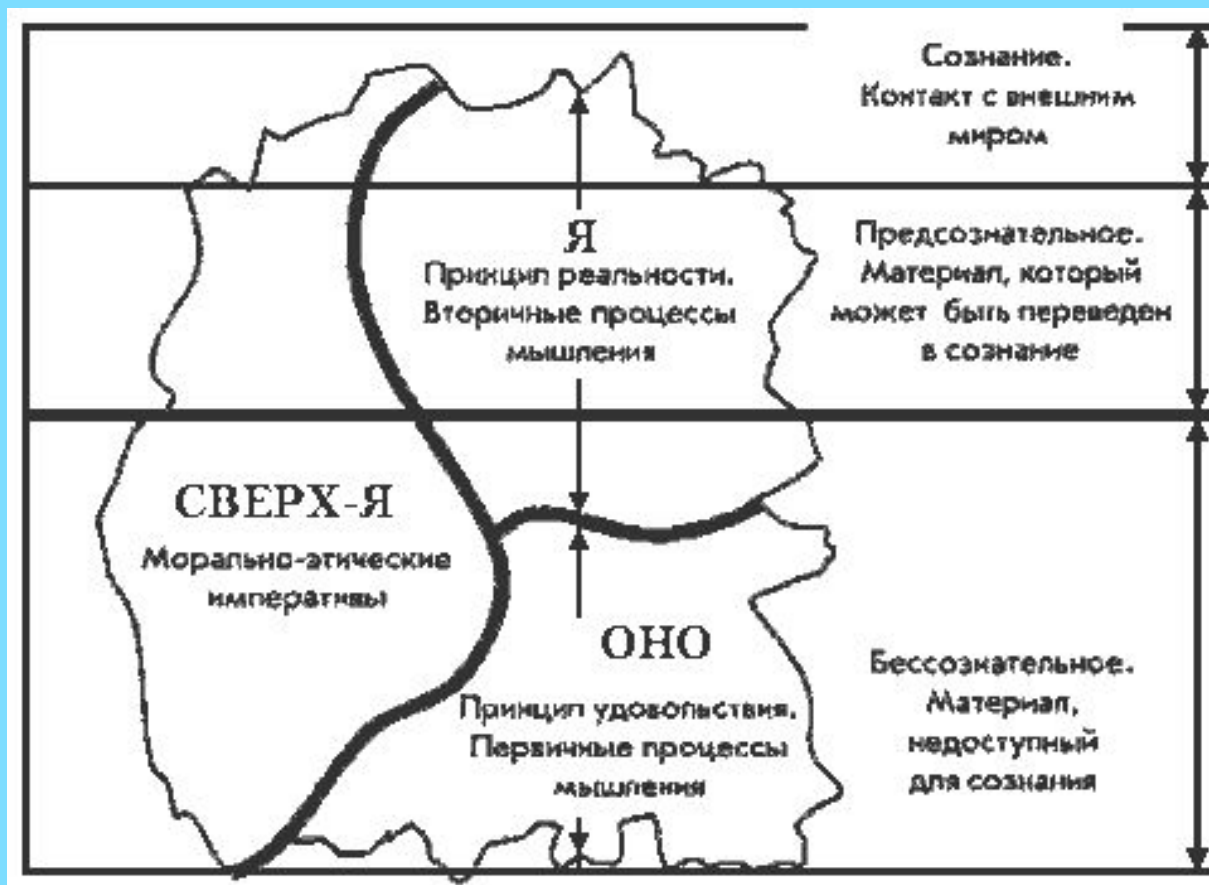 Сознание.
Контакт с внешним
миром
Я
Принцип реальности.
Вторичные процессы
мышления
Предсознательное.
Материал, который
может быть переведен
в сознание
СВЕРХ-Я
Морально-этические
императивы
ОНО
Принцип удовольствия.
Первичные процессы
мышления
Бессознательное.
Материал,
недоступный
для сознания